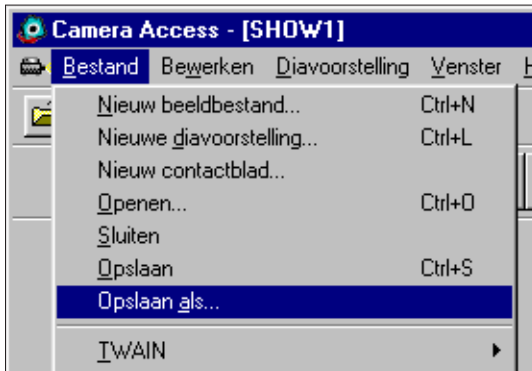 Camera Access - [SHOW1]
Bestand Bewerken Diavoorstelling Venster H
Nieuw beeldbestand... Ctrl+N
Nieuwe diavoorstelling... Ctrl+L
Nieuw contactblad...
Openen... Ctrl+O
Sluiten
Opslaan Ctrl+S
Opslaan als...
TWAIN